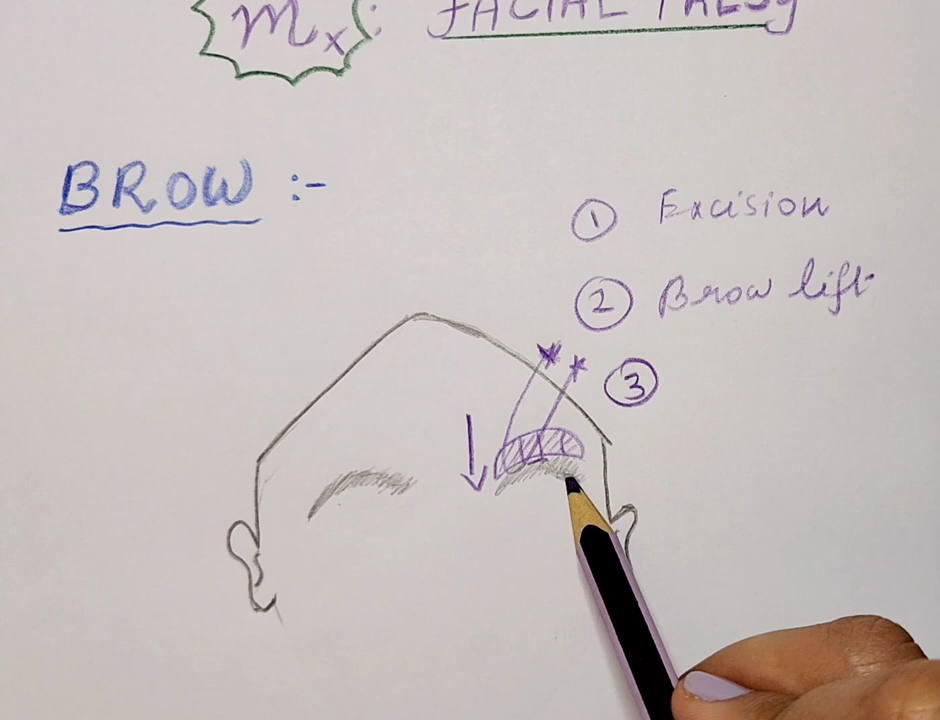 Mx : FACIAL PALSY
BROW :-
① Excision
② Brow lift
③